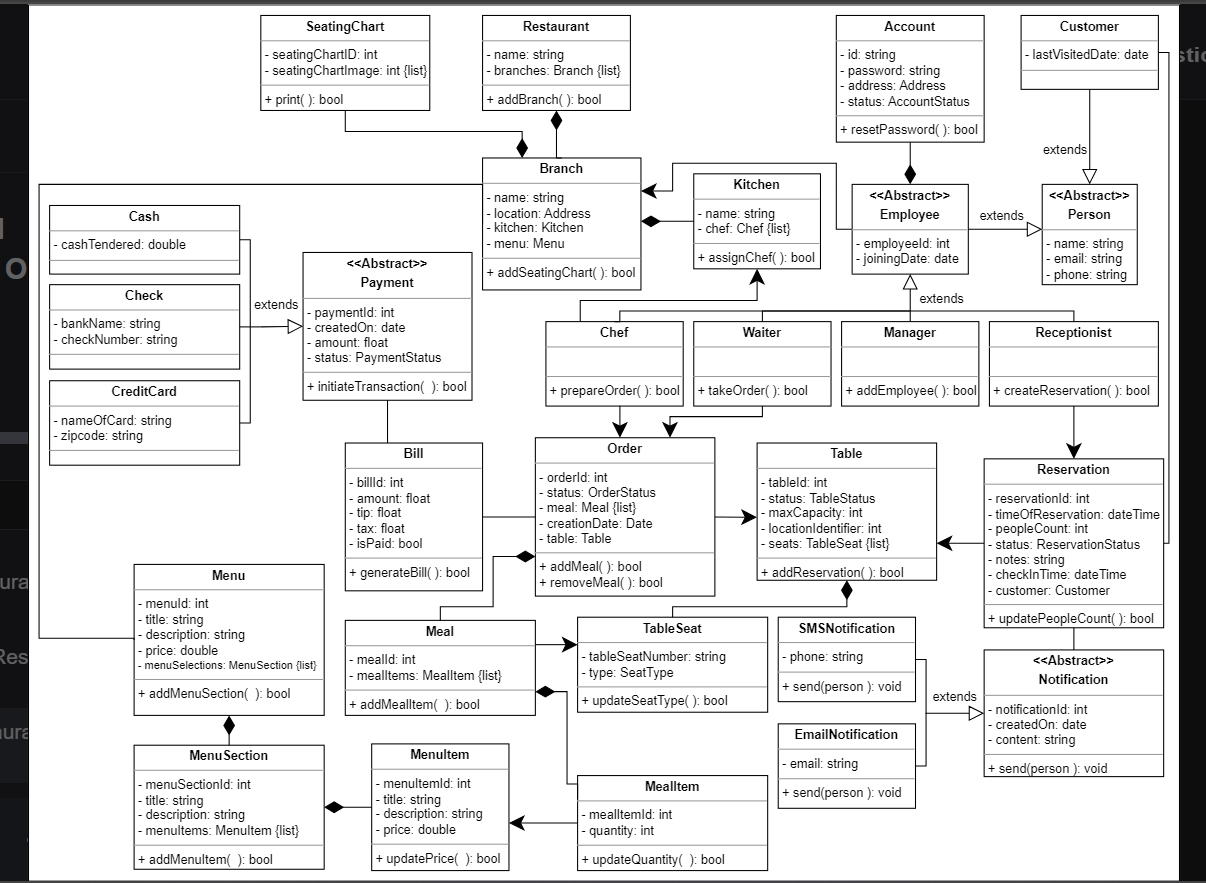 SeatingChart
- seatingChartID: int
- seatingChartImage: int {list}
+ print( ): bool
Restaurant
- name: string
- branches: Branch {list}
+ addBranch( ): bool
Account
- id: string
- password: string
- address: Address
- status: AccountStatus
+ resetPassword( ): bool
Customer
- lastVisitedDate: date
extends
Branch
- name: string
- location: Address
- kitchen: Kitchen
- menu: Menu
+ addSeatingChart( ): bool
Kitchen
- name: string
- chef: Chef {list}
+ assignChef( ): bool
<<Abstract>>
Employee
- employeeId: int
- joiningDate: date
extends
<<Abstract>>
Person
- name: string
- email: string
- phone: string
Cash
- cashTendered: double
Check
- bankName: string
- checkNumber: string
CreditCard
- nameOfCard: string
- zipcode: string
extends
<<Abstract>>
Payment
- paymentId: int
- createdOn: date
- amount: float
- status: PaymentStatus
+ initiateTransaction(  ): bool
extends
Chef
+ prepareOrder( ): bool
Waiter
+ takeOrder( ): bool
Manager
+ addEmployee( ): bool
Receptionist
+ createReservation( ): bool
Bill
- billId: int
- amount: float
- tip: float
- tax: float
- isPaid: bool
+ generateBill( ): bool
Order
- orderId: int
- status: OrderStatus
- meal: Meal {list}
- creationDate: Date
- table: Table
+ addMeal( ): bool
+ removeMeal( ): bool
Table
- tableId: int
- status: TableStatus
- maxCapacity: int
- locationIdentifier: int
- seats: TableSeat {list}
+ addReservation( ): bool
Reservation
- reservationId: int
- timeOfReservation: dateTime
- peopleCount: int
- status: ReservationStatus
- notes: string
- checkInTime: dateTime
- customer: Customer
+ updatePeopleCount( ): bool
Menu
- menuId: int
- title: string
- description: string
- price: double
- menuSelections: MenuSection {list}
+ addMenuSection(  ): bool
Meal
- mealId: int
- mealItems: MealItem {list}
+ addMealItem(  ): bool
TableSeat
- tableSeatNumber: string
- type: SeatType
+ updateSeatType( ): bool
SMSNotification
- phone: string
+ send(person ): void
EmailNotification
- email: string
+ send(person ): void
extends
<<Abstract>>
Notification
- notificationId: int
- createdOn: date
- content: string
+ send(person ): void
MenuSection
- menuSectionId: int
- title: string
- description: string
- menuItems: MenuItem {list}
+ addMenuItem(  ): bool
MenuItem
- menuItemId: int
- title: string
- description: string
- price: double
+ updatePrice(  ): bool
MealItem
- mealItemId: int
- quantity: int
+ updateQuantity(  ): bool